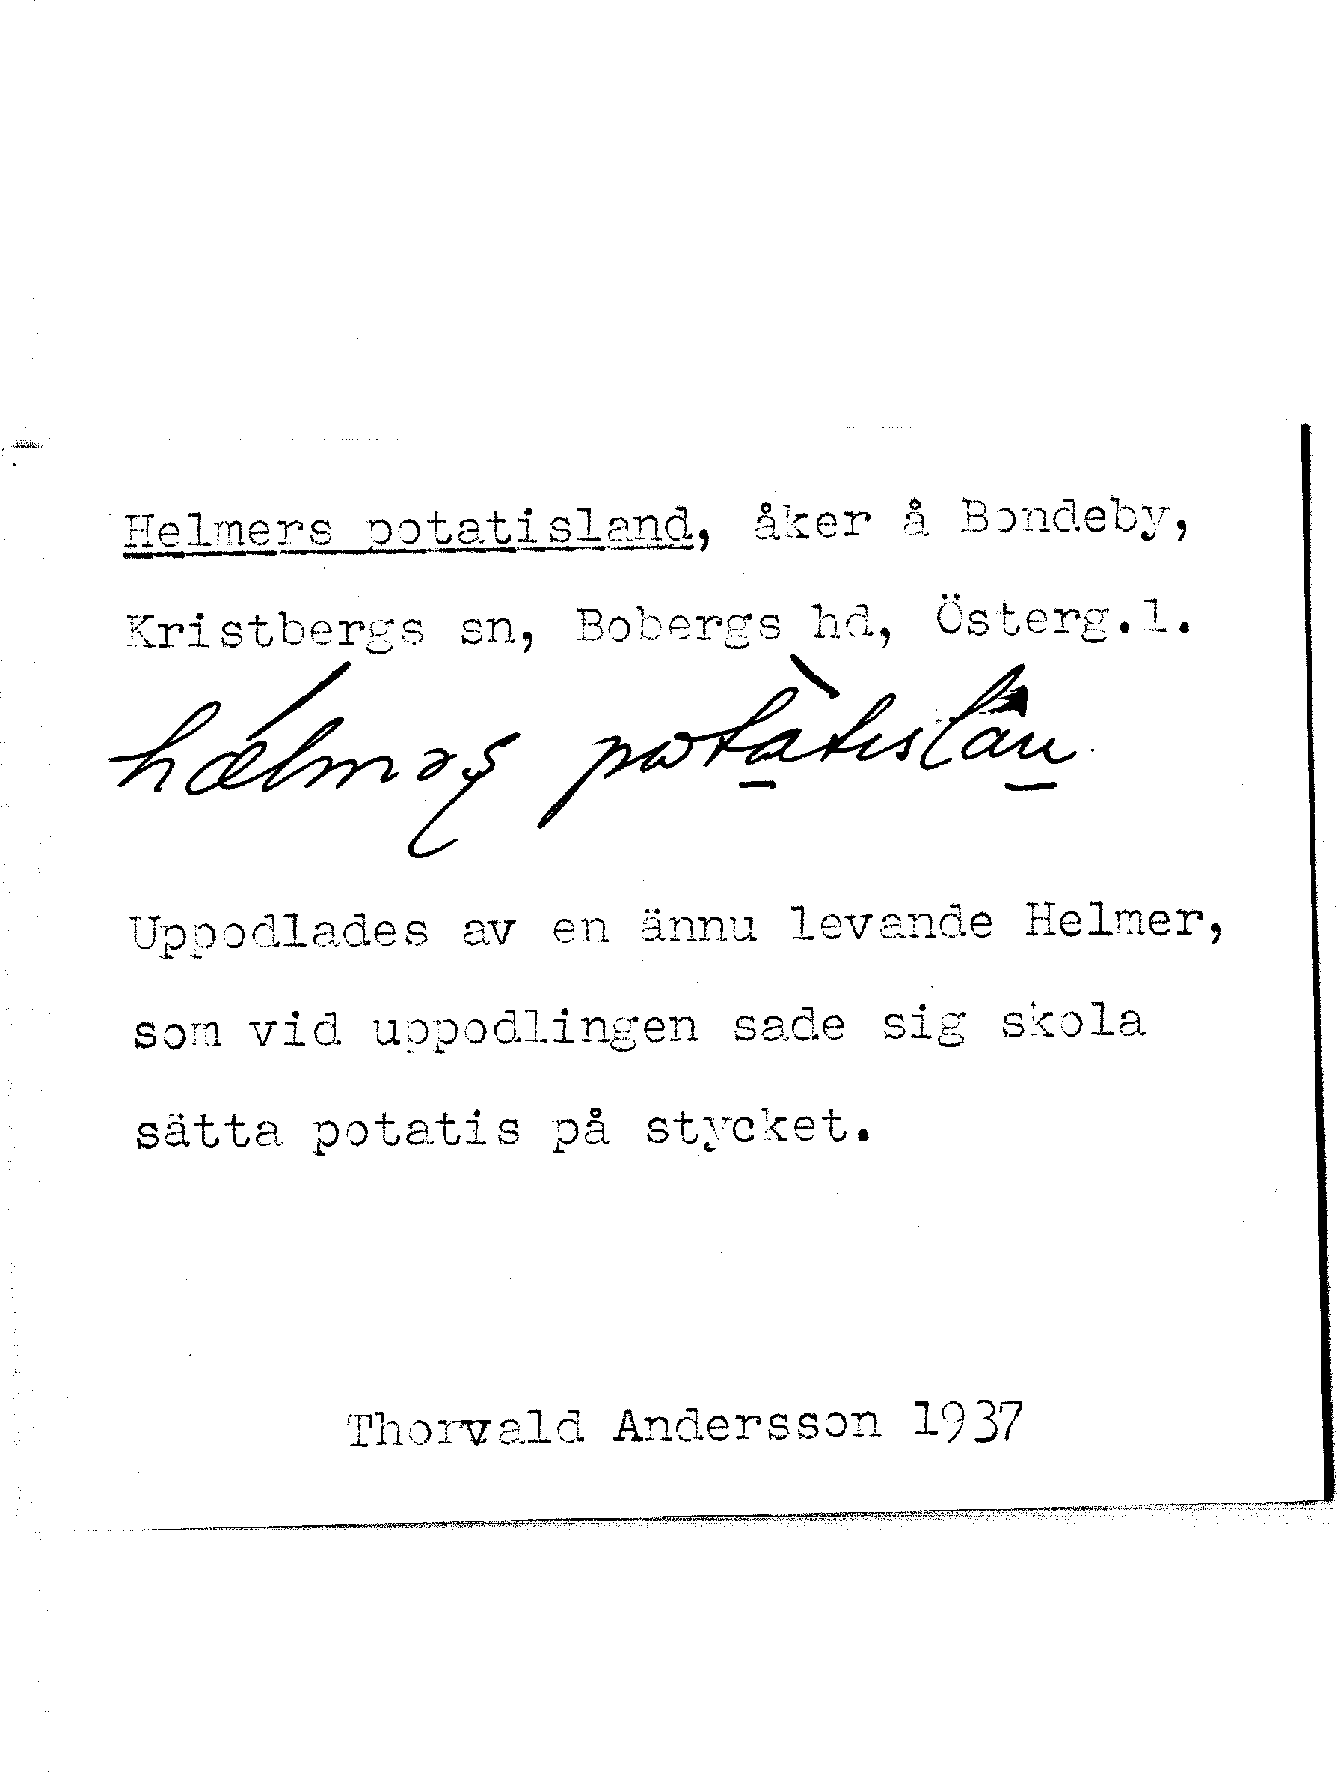 Helmers potatisland, åker å Bondeby,
Kristbergs sn, Bobergs hd, Österg.l.
hælməʂ potatislan
Uppodlades av en ännu levande Helmer,
som vid uppodlingen sade sig skola
sätta potatis på stycket.
Thorvald Andersson 1937